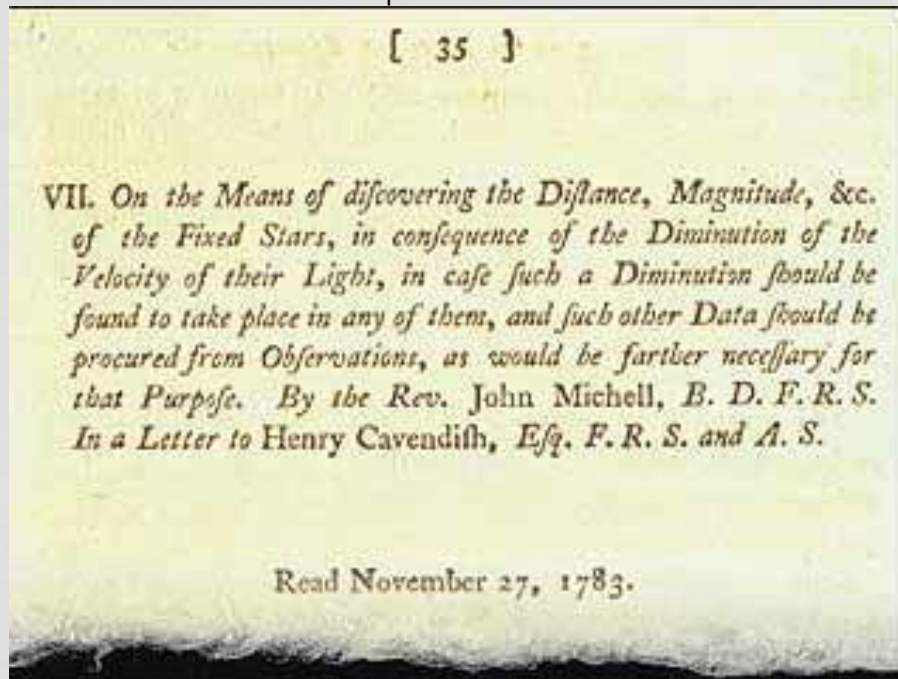 [ 35 ]
VII. On the Means of diſcovering the Diſtance, Magnitude, &c.
of the Fixed Stars, in conſequence of the Diminution of the
Velocity of their Light, in caſe ſuch a Diminution ſhould be
found to take place in any of them, and ſuch other Data ſhould be
procured from Obſervations, as would be farther neceſſary for
that Purpoſe. By the Rev. John Michell, B. D. F. R. S.
In a Letter to Henry Cavendiſh, Eſq. F. R. S. and A. S.
Read November 27, 1783.